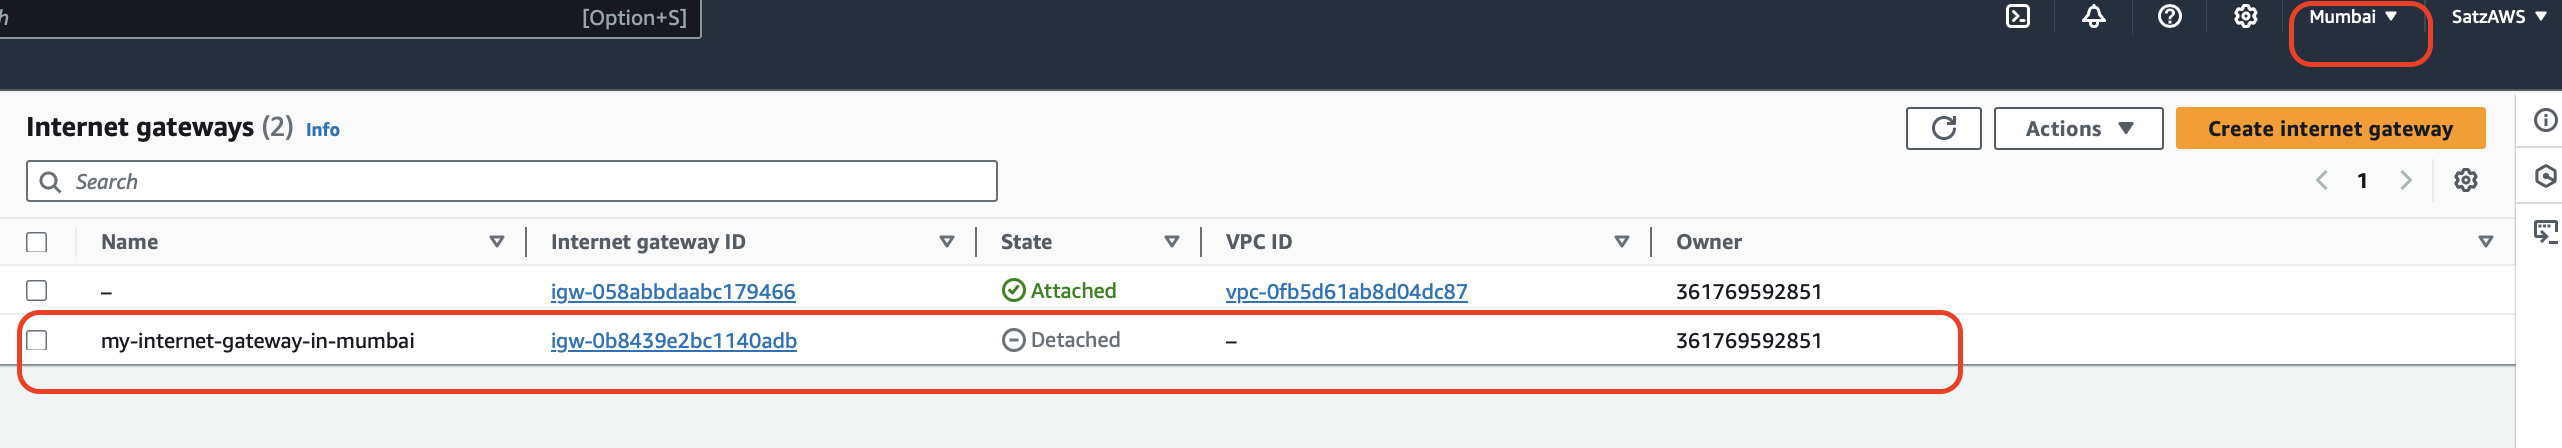 [Option+S]
Mumbai
SatzAWS
Internet gateways (2) Info
Actions
Create internet gateway
Search
1
Name Internet gateway ID State VPC ID Owner
– igw-058abbdaabc179466 Attached vpc-0fb5d61ab8d04dc87 361769592851
my-internet-gateway-in-mumbai igw-0b8439e2bc1140adb Detached – 361769592851